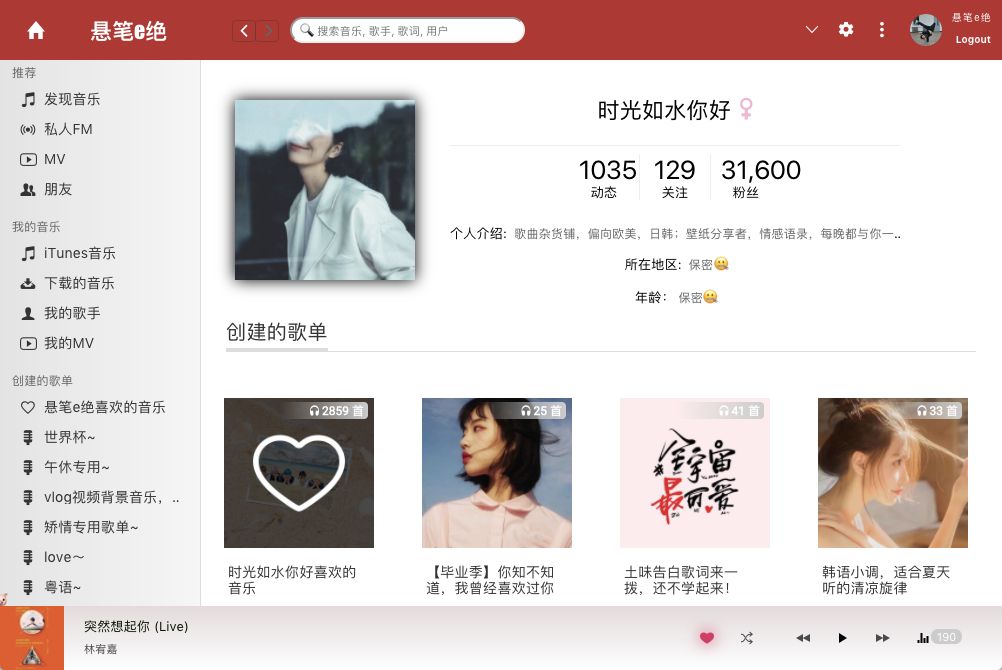 悬笔e绝
搜索音乐, 歌手, 歌词, 用户
悬笔e绝
Logout
推荐
发现音乐
私人FM
MV
朋友
我的音乐
iTunes音乐
下载的音乐
我的歌手
我的MV
创建的歌单
悬笔e绝喜欢的音乐
世界杯~
午休专用~
vlog视频背景音乐，..
矫情专用歌单~
love～
粤语~
时光如水你好
1035 129 31,600
动态 关注 粉丝
个人介绍: 歌曲杂货铺，偏向欧美，日韩；壁纸分享者，情感语录，每晚都与你一..
所在地区: 保密
年龄: 保密
创建的歌单
2859 首
25 首
41 首
33 首
全宇宙
最可爱
时光如水你好喜欢的
音乐
【毕业季】你知不知
道，我曾经喜欢过你
土味告白歌词来一
拨，还不学起来！
韩语小调，适合夏天
听的清凉旋律
突然想起你 (Live)
林宥嘉
190